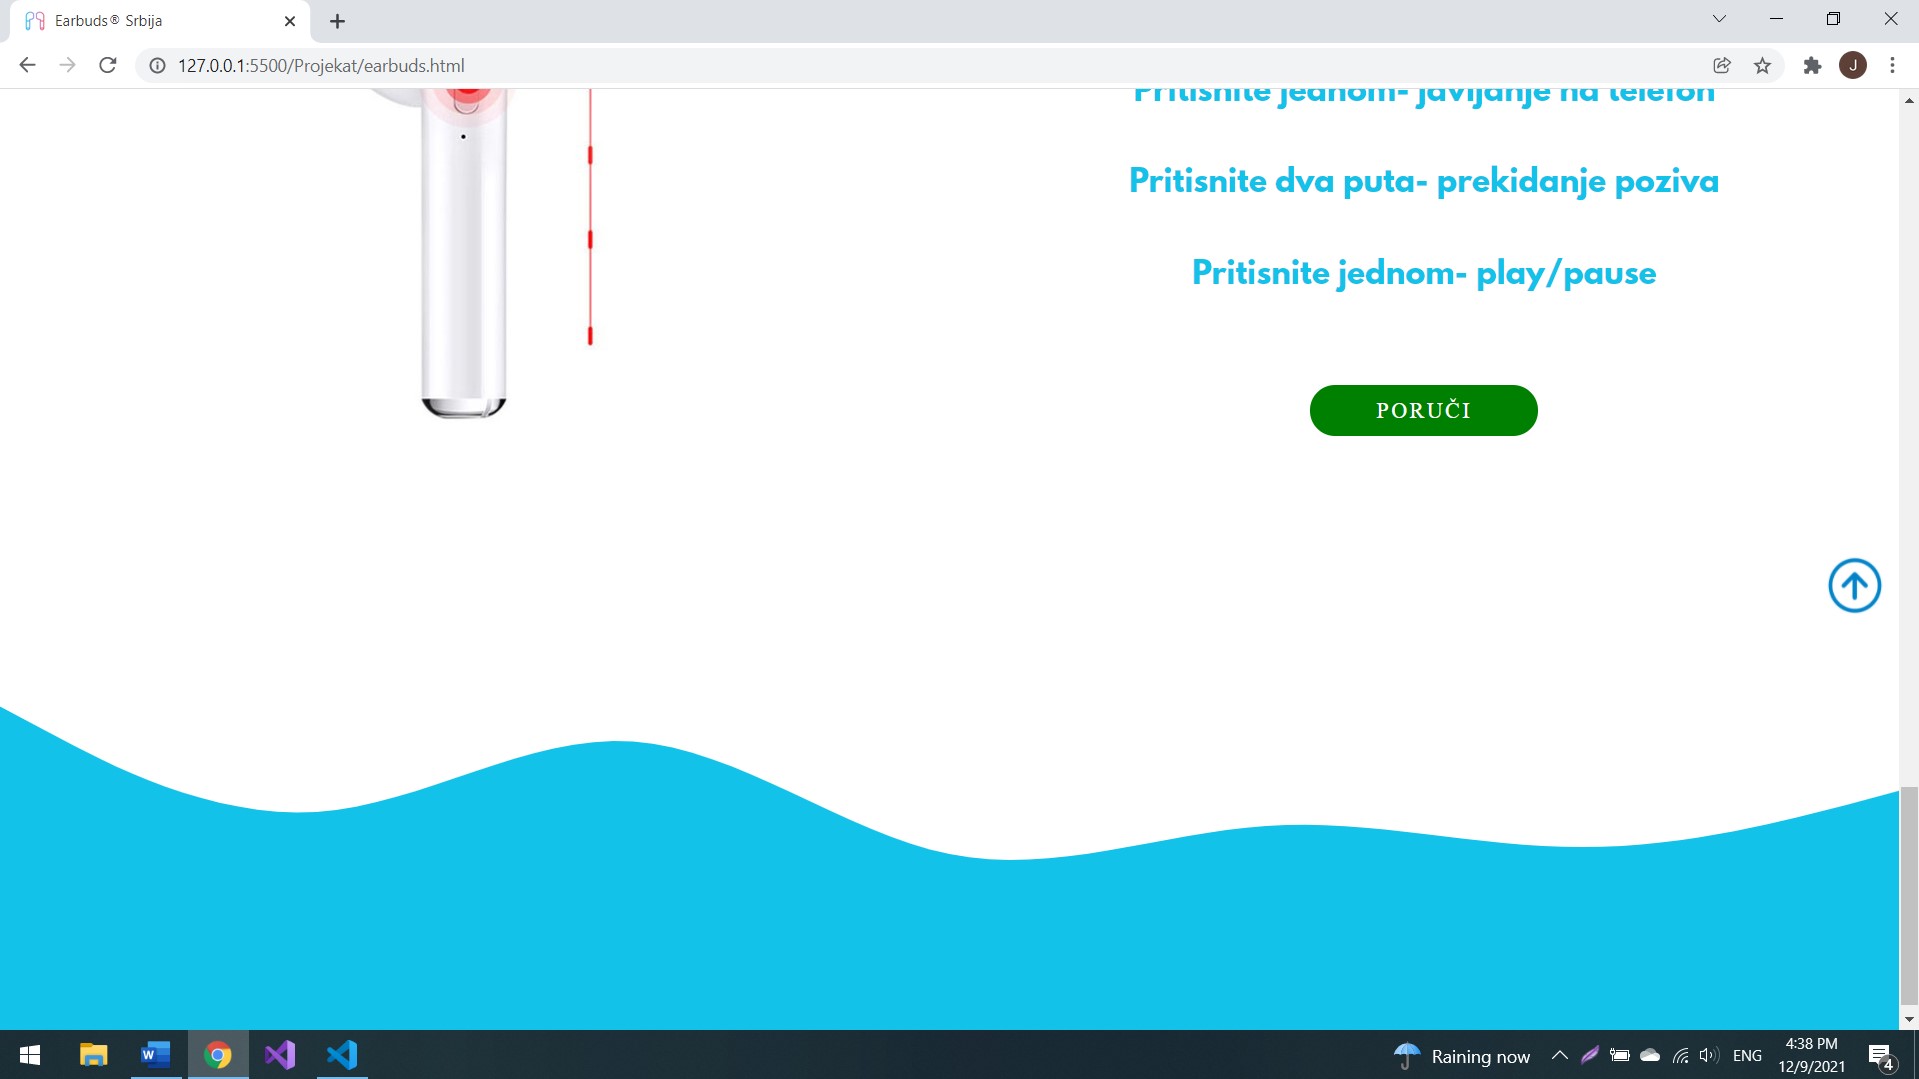 Earbuds® Srbija
127.0.0.1:5500/Projekat/earbuds.html
J
Pritisnite jednom- javljanje na telefon
Pritisnite dva puta- prekidanje poziva
Pritisnite jednom- play/pause
PORUČI
W
Raining now
ENG
4:38 PM
12/9/2021
4